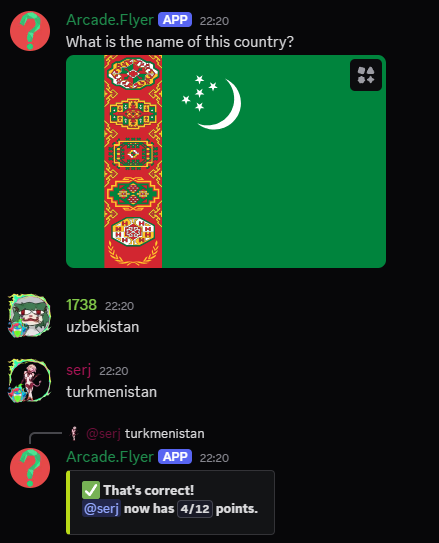 Arcade.Flyer APP 22:20
What is the name of this country?
1738 22:20
uzbekistan
serj 22:20
turkmenistan
@serj turkmenistan
Arcade.Flyer APP 22:20
That's correct!
@serj now has 4/12 points.